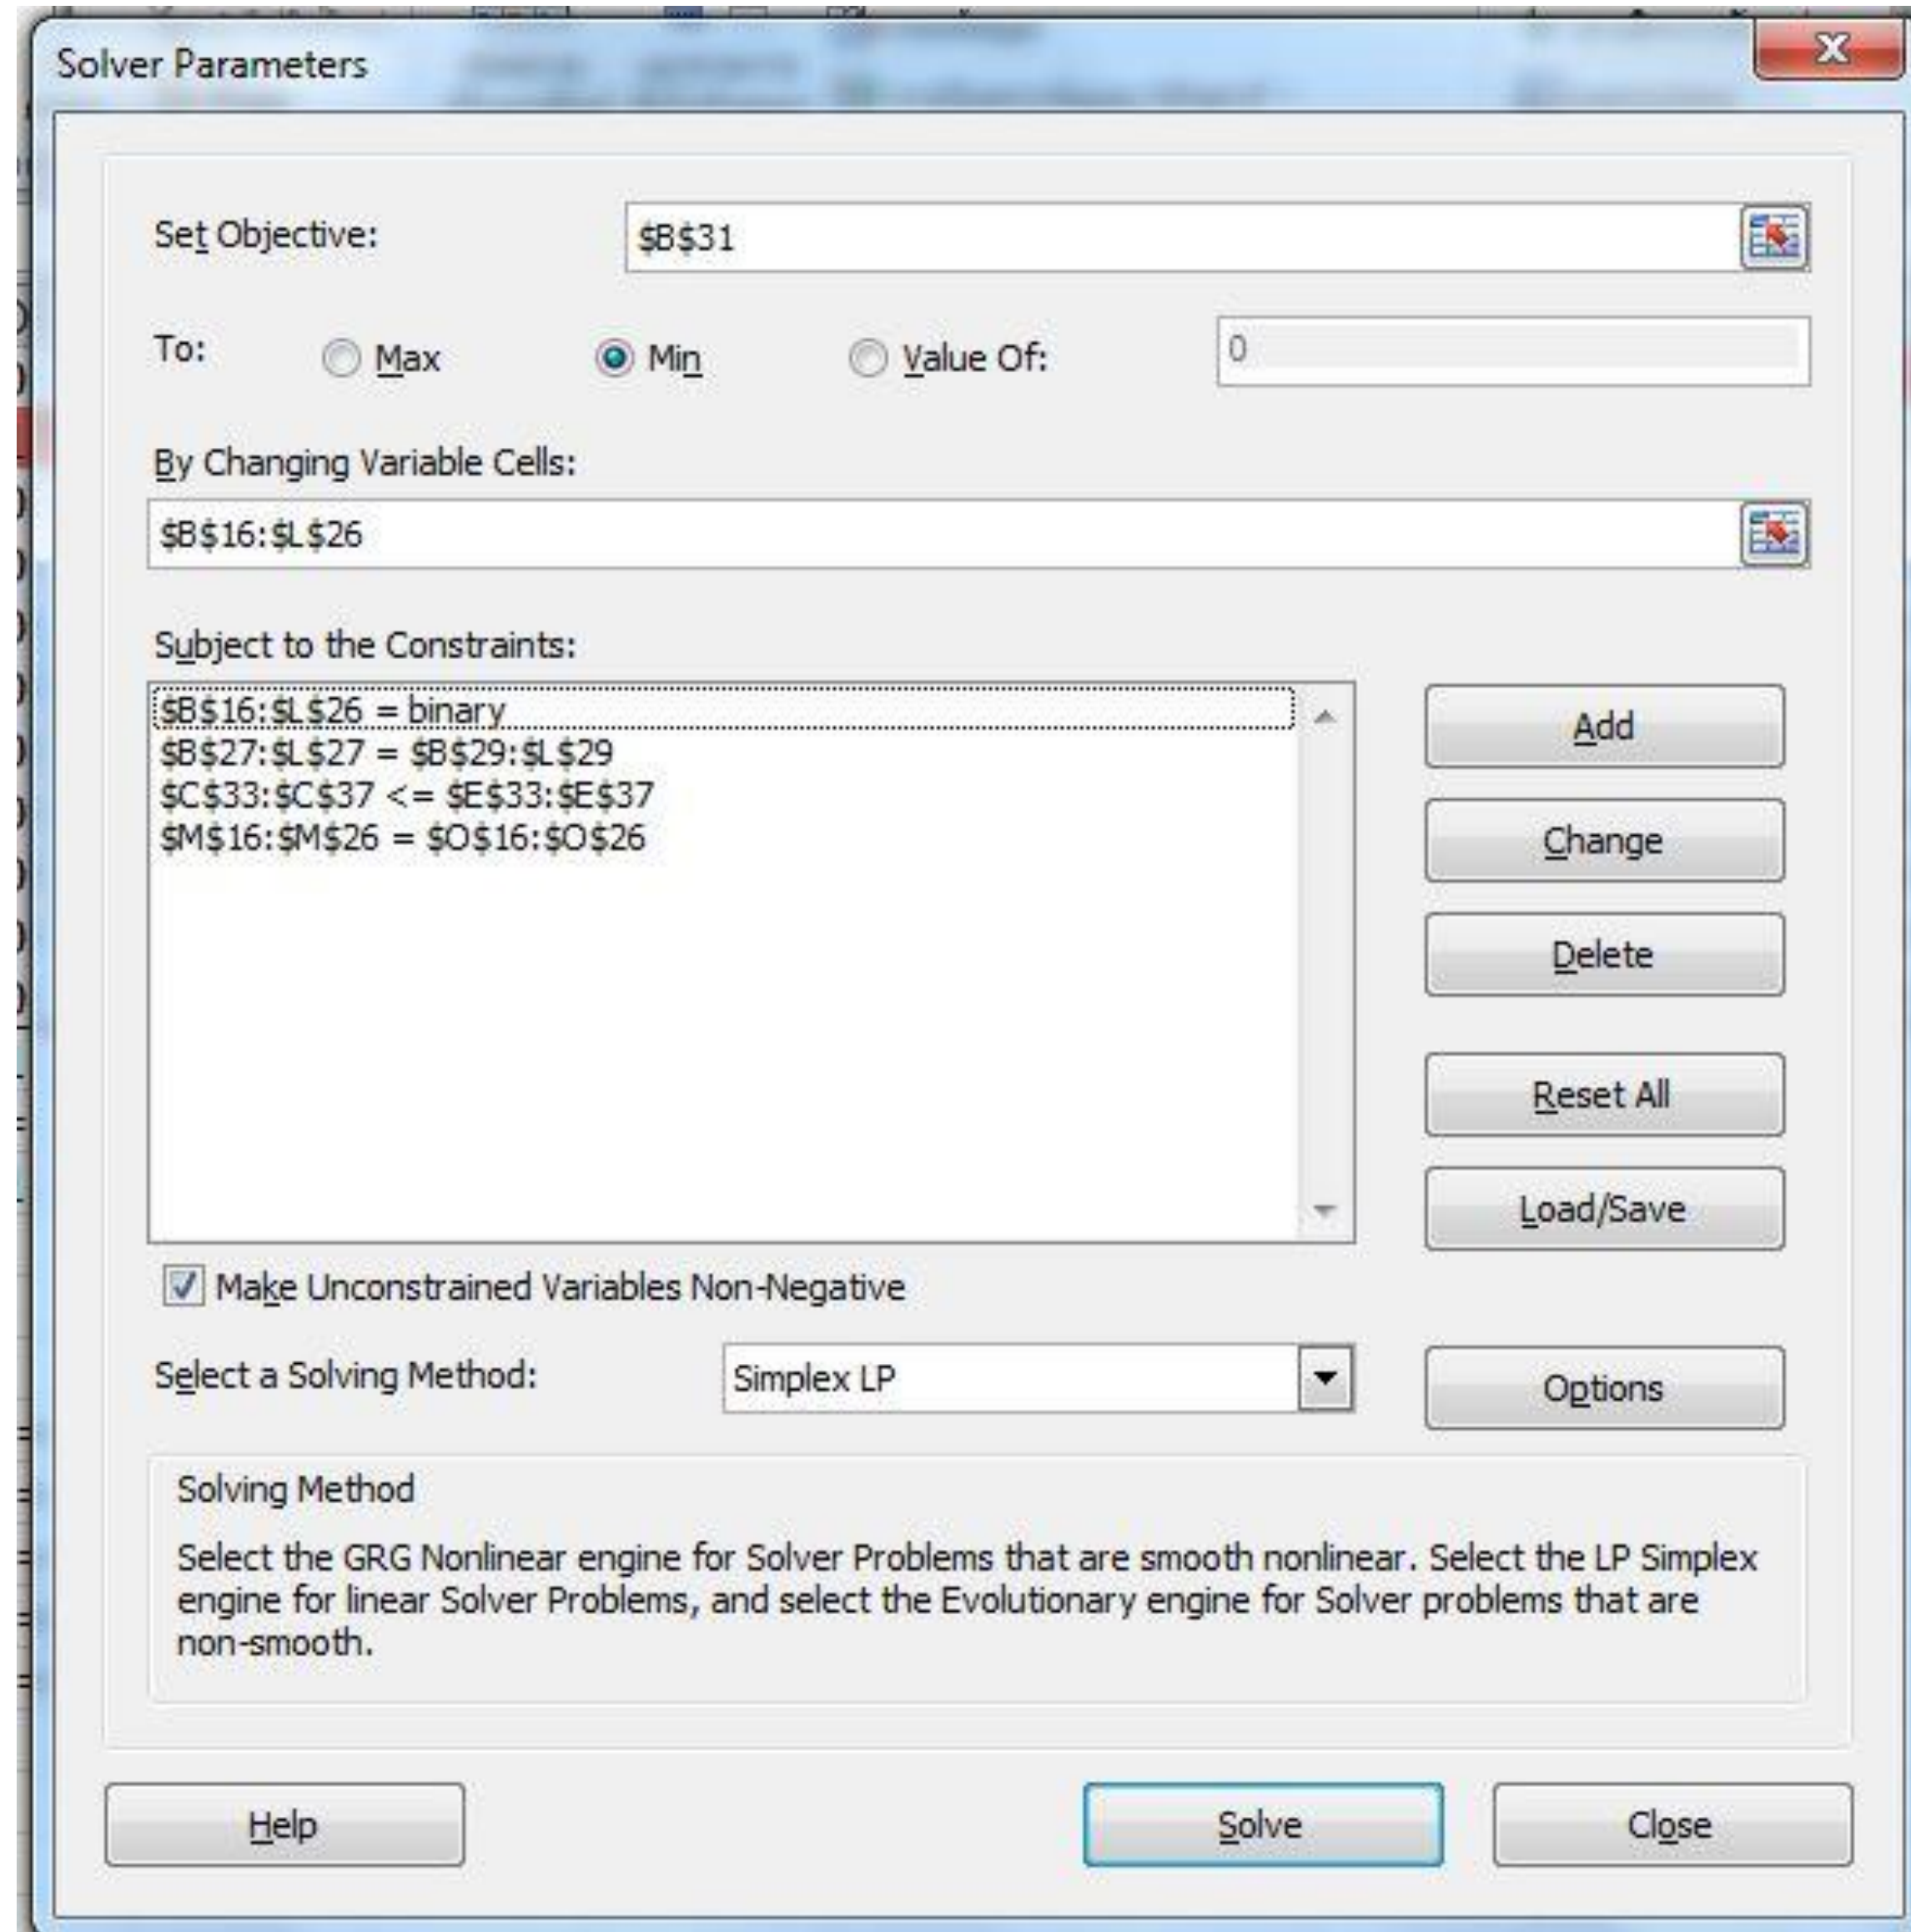 Solver Parameters
Set Objective:
$B$31
To:
Max
Min
Value Of:
0
By Changing Variable Cells:
$B$16:$L$26
Subject to the Constraints:
$B$16:$L$26 = binary
$B$27:$L$27 = $B$29:$L$29
$C$33:$C$37 <= $E$33:$E$37
$M$16:$M$26 = $O$16:$O$26
Add
Change
Delete
Reset All
Load/Save
Make Unconstrained Variables Non-Negative
Select a Solving Method:
Simplex LP
Options
Solving Method
Select the GRG Nonlinear engine for Solver Problems that are smooth nonlinear. Select the LP Simplex
engine for linear Solver Problems, and select the Evolutionary engine for Solver problems that are
non-smooth.
Help
Solve
Close